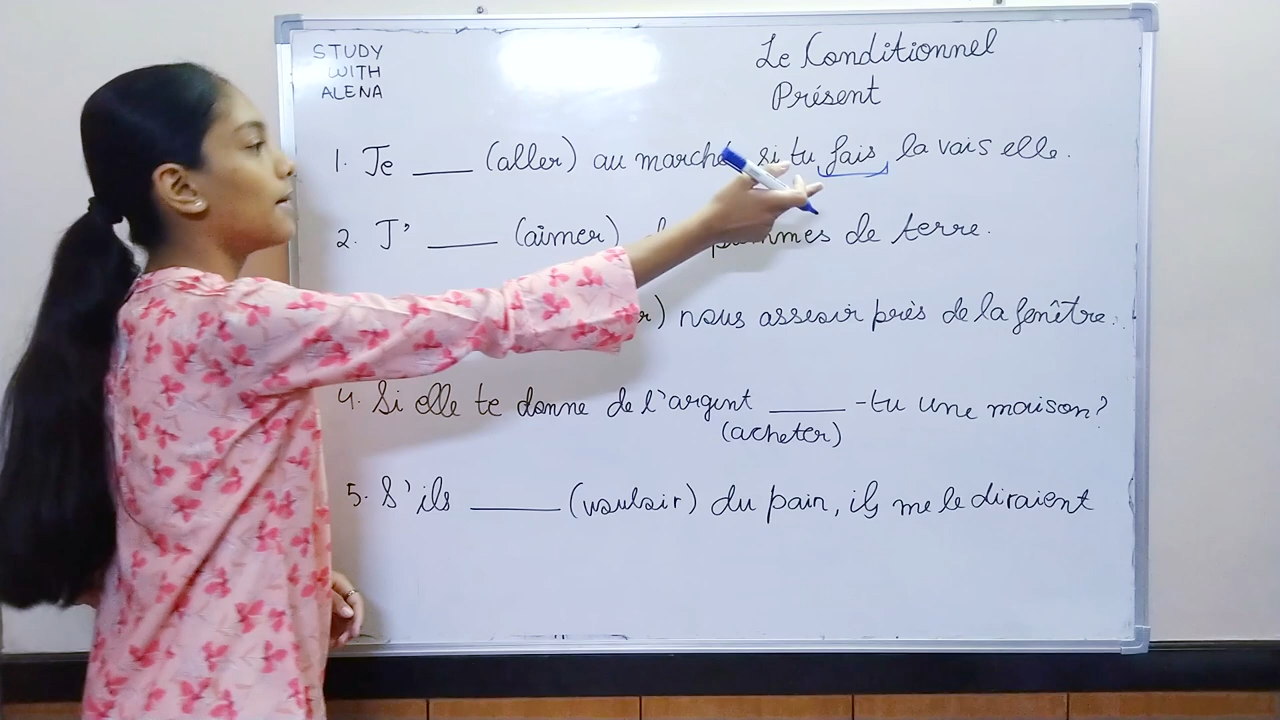 STUDY
WITH
ALENA
Le Conditionnel
Présent
1. Je ____ (aller) au marché si tu fais la vaiselle.
2. J' ____ (aimer) pommes de terre.
nous asseoir près de la fenêtre.
4. Si elle te donne de l'argent ____ -tu une maison?
(acheter)
5. S'ils ____ (vouloir) du pain, ils me le diraient